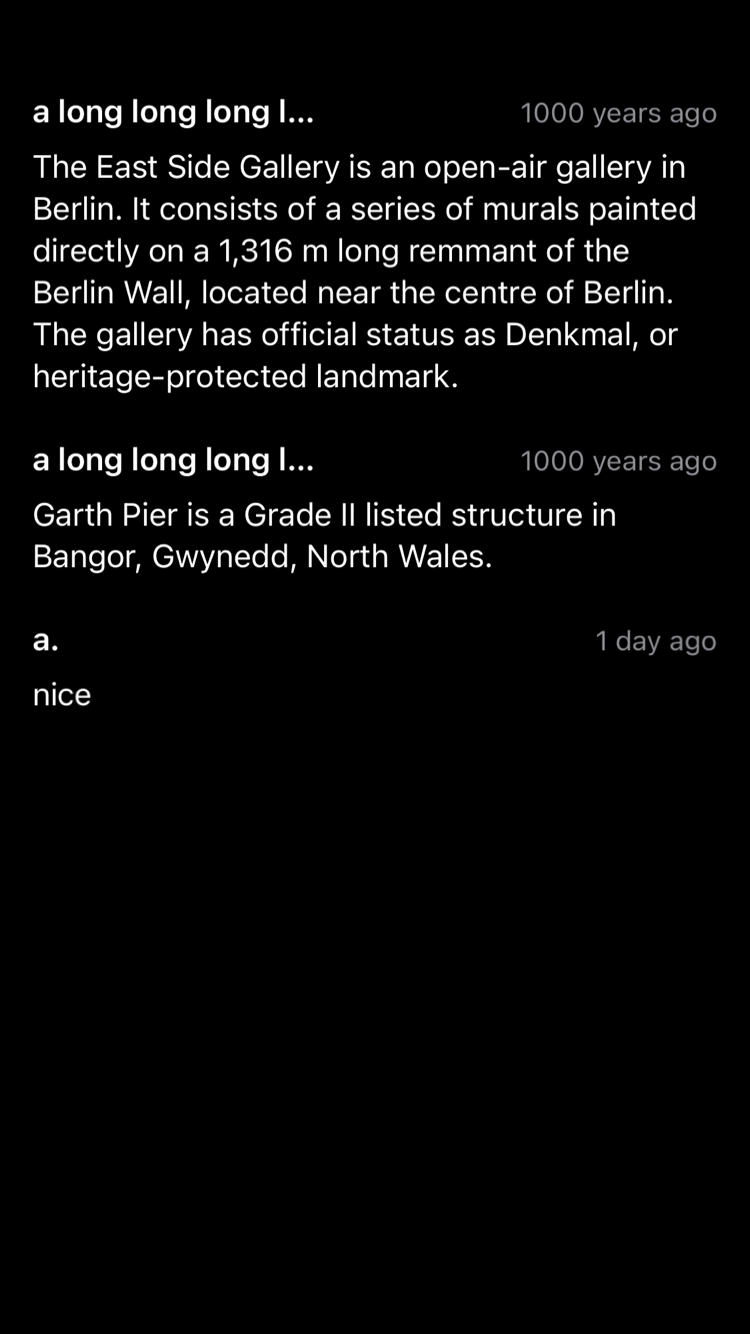 a long long long l...
1000 years ago
The East Side Gallery is an open-air gallery in
Berlin. It consists of a series of murals painted
directly on a 1,316 m long remmant of the
Berlin Wall, located near the centre of Berlin.
The gallery has official status as Denkmal, or
heritage-protected landmark.
a long long long l...
1000 years ago
Garth Pier is a Grade II listed structure in
Bangor, Gwynedd, North Wales.
a.
1 day ago
nice